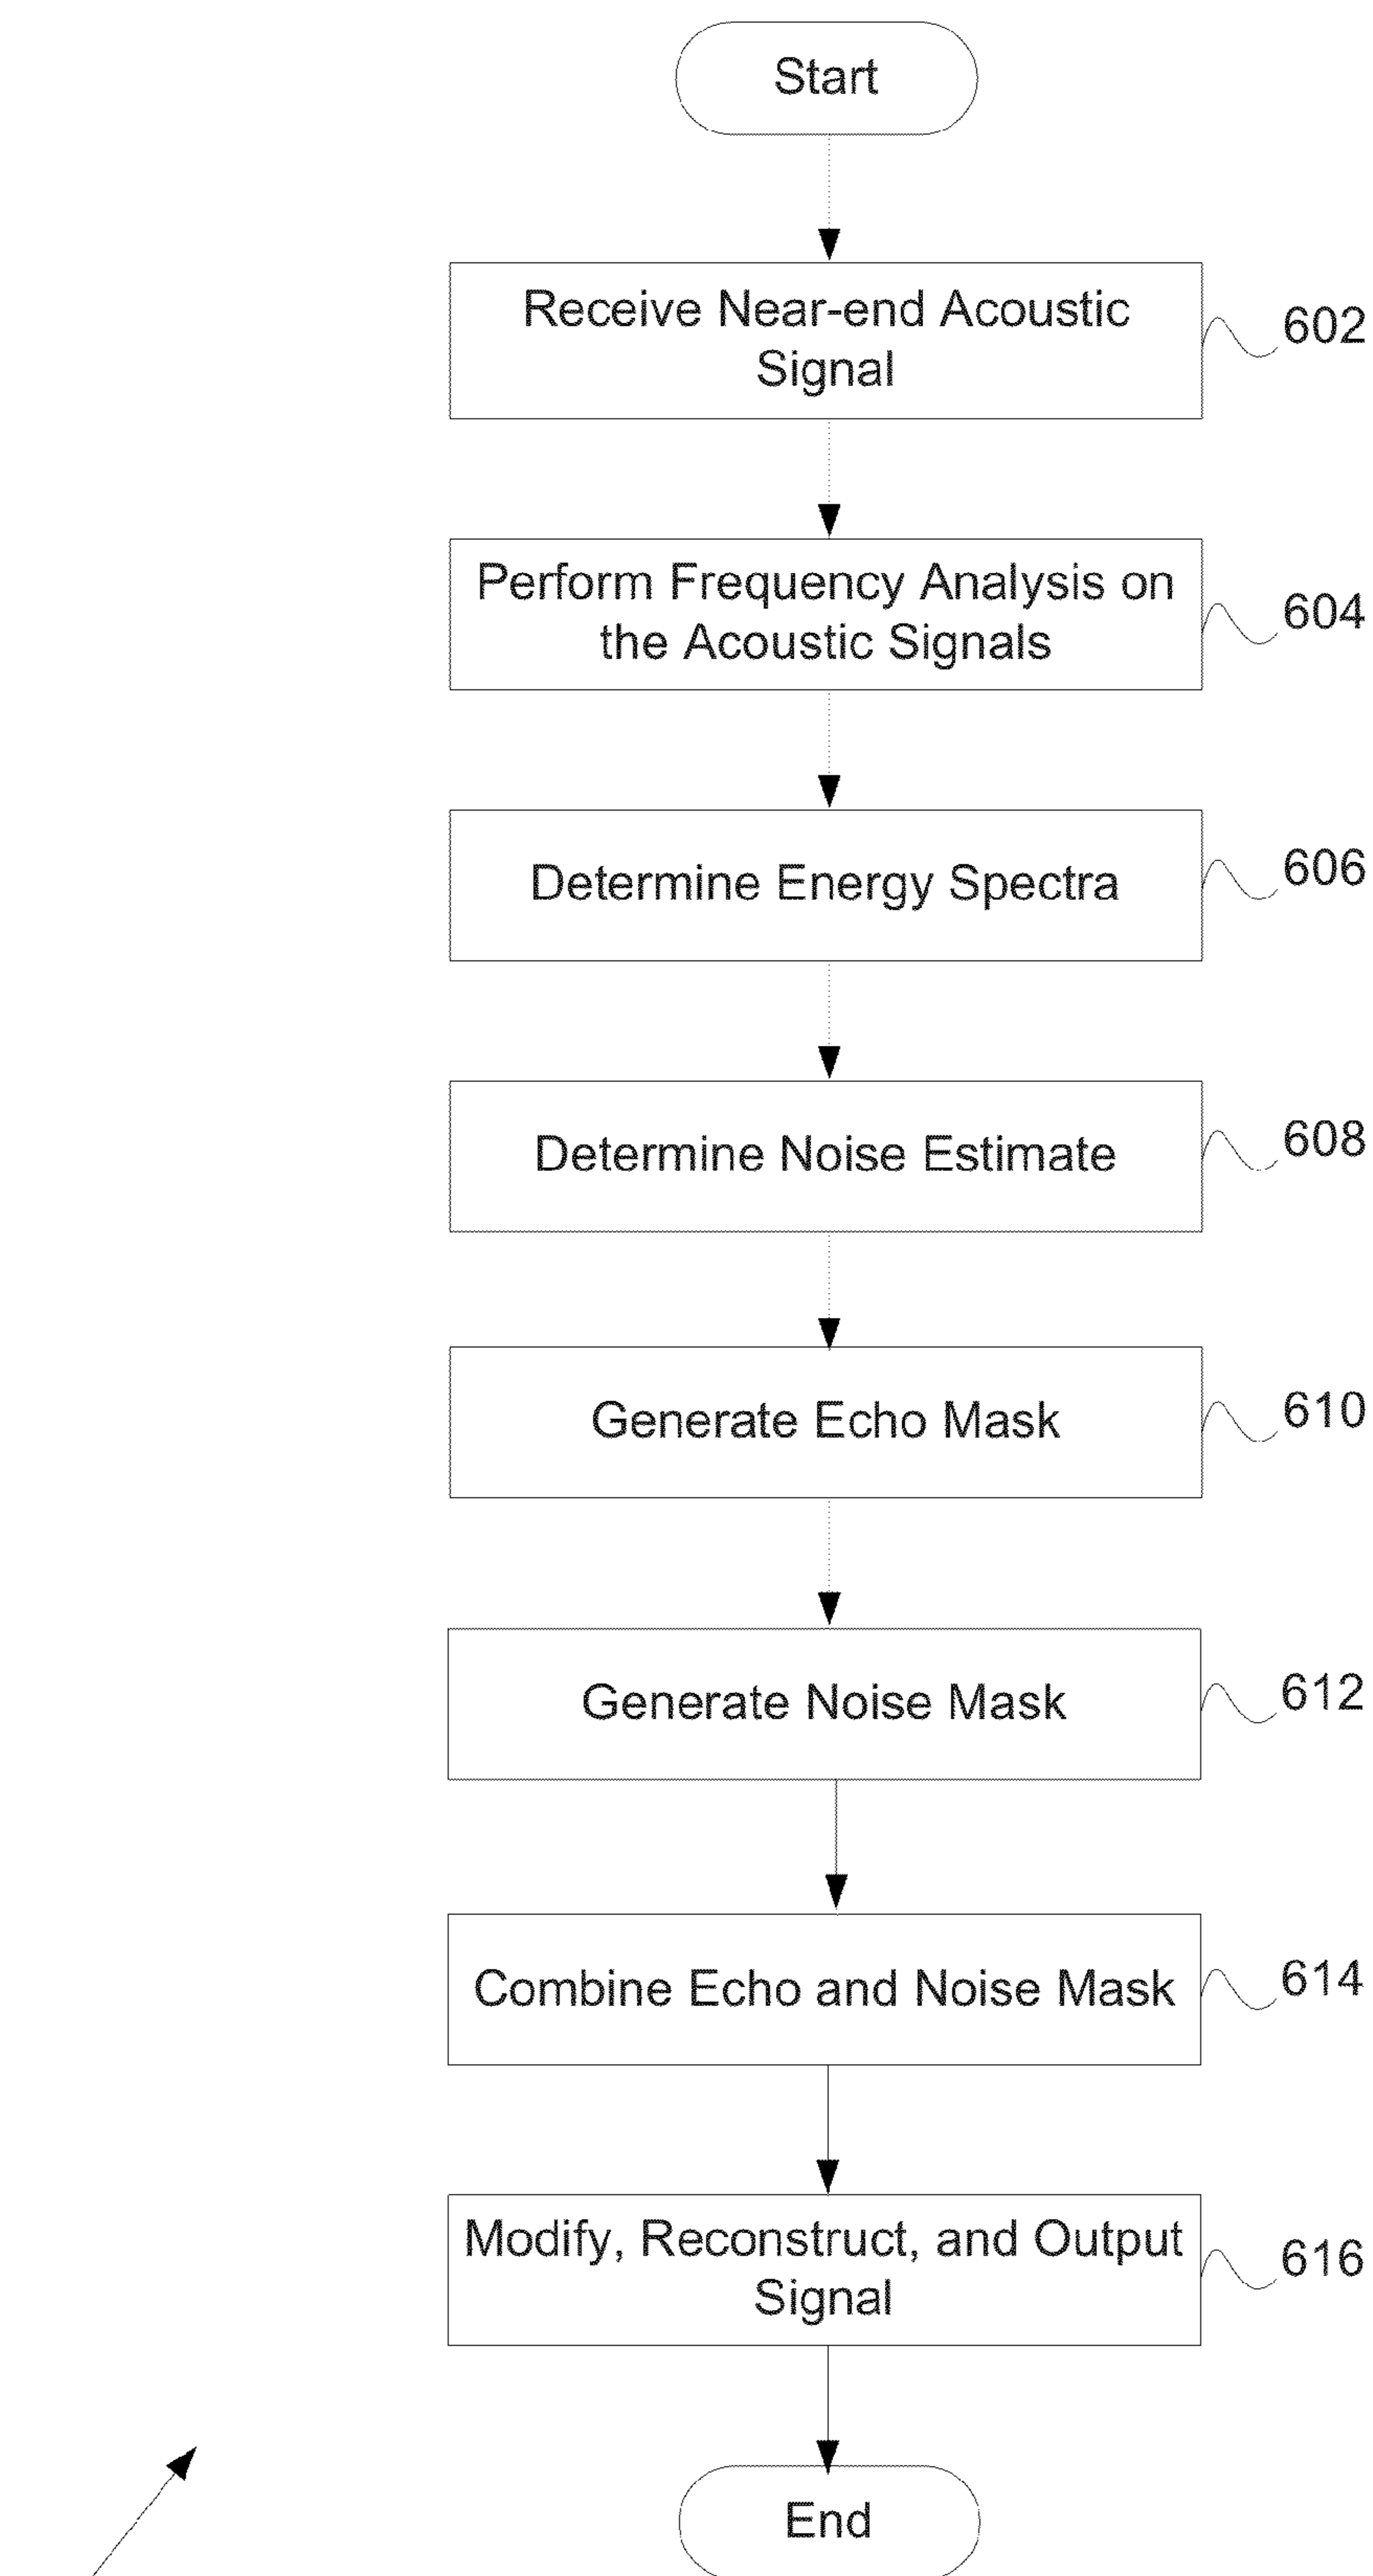 Start
Receive Near-end Acoustic
Signal
602
Perform Frequency Analysis on
the Acoustic Signals
604
Determine Energy Spectra
606
Determine Noise Estimate
608
Generate Echo Mask
610
Generate Noise Mask
612
Combine Echo and Noise Mask
614
Modify, Reconstruct, and Output
Signal
616
End